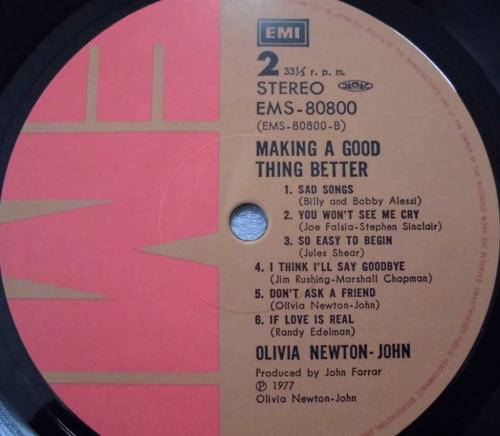 EMI
2 33⅓ r. p. m.
STEREO JASRAC
EMS-80800
(EMS-80800-B)
MAKING A GOOD
THING BETTER
1. SAD SONGS
(Billy and Bobby Alessi)
2. YOU WON'T SEE ME CRY
(Joe Falsia-Stephen Sinclair)
3. SO EASY TO BEGIN
(Jules Shear)
4. I THINK I'LL SAY GOODBYE
(Jim Rushing-Marshall Chapman)
5. DON'T ASK A FRIEND
(Olivia Newton-John)
6. IF LOVE IS REAL
(Randy Edelman)
OLIVIA NEWTON-JOHN
Produced by John Farrar
℗ 1977
Olivia Newton-John
EMI